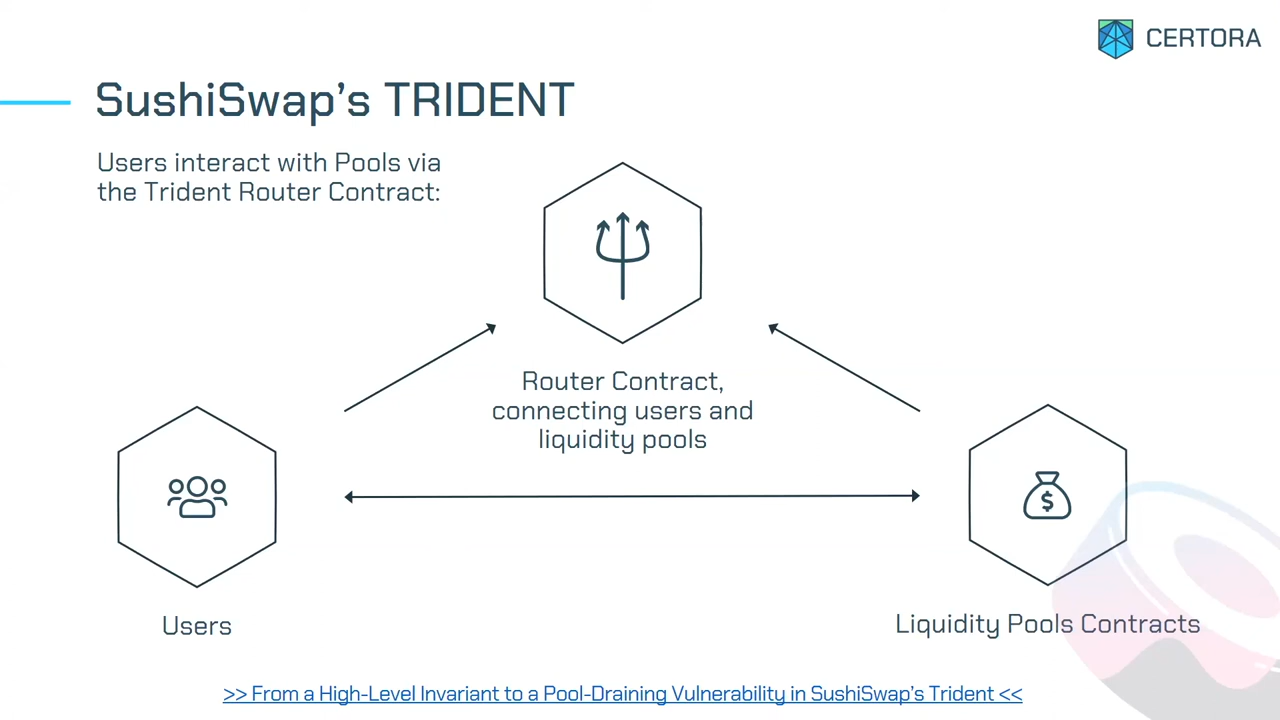 CERTORA
SushiSwap's TRIDENT
Users interact with Pools via
the Trident Router Contract:
Router Contract,
connecting users and
liquidity pools
$
Users
Liquidity Pools Contracts
>> From a High-Level Invariant to a Pool-Draining Vulnerability in SushiSwap's Trident <<